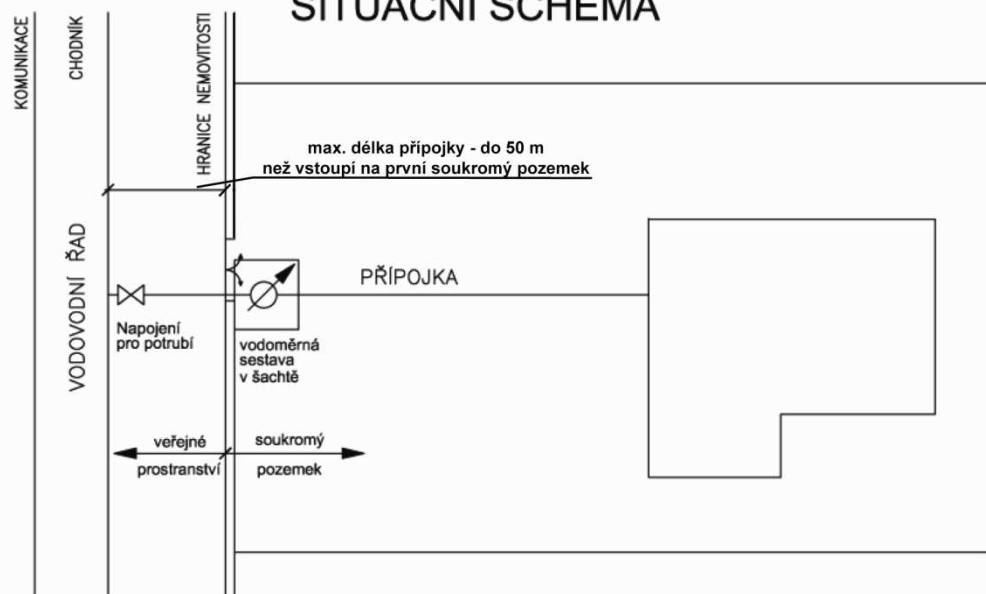 SITUAČNÍ SCHÉMA
KOMUNIKACE
CHODNÍK
HRANICE NEMOVITOSTI
max. délka přípojky - do 50 m
než vstoupí na první soukromý pozemek
VODOVODNÍ ŘAD
PŘÍPOJKA
Napojení
pro potrubí
vodoměrná
sestava
v šachtě
veřejné
prostranství
soukromý
pozemek